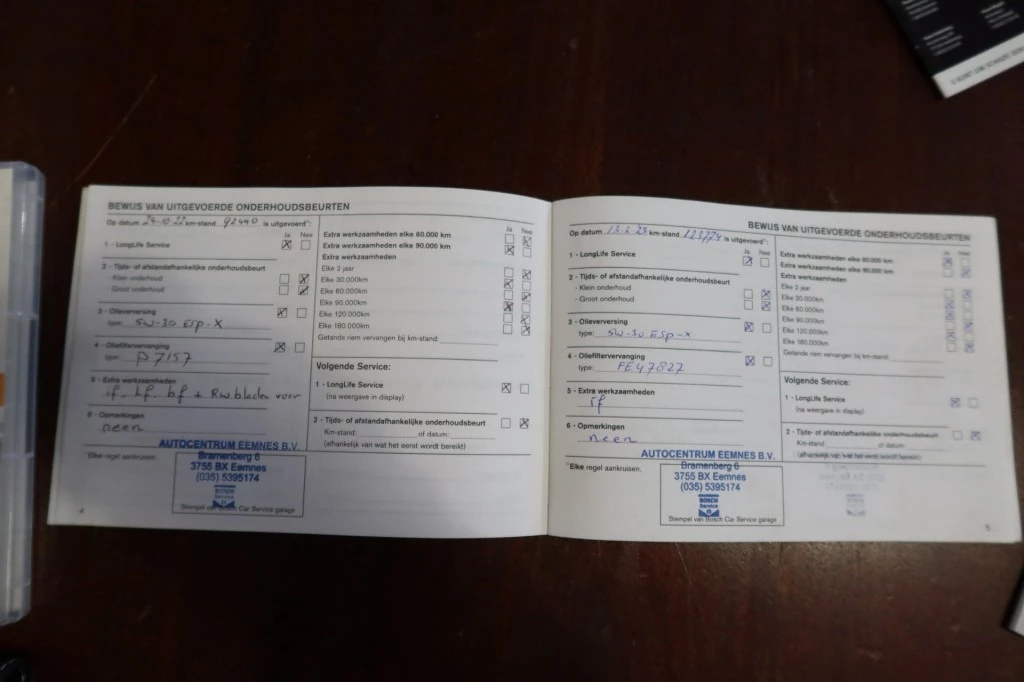 BEWIJS VAN UITGEVOERDE ONDERHOUDSBEURTEN
Op datum 24-10-22 km-stand 92440 is uitgevoerd*:
Ja Nee
1 - LongLife Service
2 - Tijds- of afstandafhankelijke onderhoudsbeurt
- Klein onderhoud
- Groot onderhoud
3 - Olieverversing
type: 5W-30 ESP-X
4 - Oliefiltervervanging
type: P7157
5 - Extra werkzaamheden
if. Lf. bf + Rwbladen voor
6 - Opmerkingen
neen
*Elke regel aankruisen.
AUTOCENTRUM EEMNES B.V.
Bramenberg 6
3755 BX Eemnes
(035) 5395174
BOSCH
Service
Stempel van Bosch Car Service garage
4
Ja Nee
Extra werkzaamheden elke 60.000 km
Extra werkzaamheden elke 90.000 km
Extra werkzaamheden
Elke 2 jaar
Elke 30.000km
Elke 60.000km
Elke 90.000km
Elke 120.000km
Elke 180.000km
Getande riem vervangen bij km-stand:
Volgende Service:
1 - LongLife Service
(na weergave in display)
2 - Tijds- of afstandafhankelijke onderhoudsbeurt
Km-stand: of datum:
(afhankelijk van wat het eerst wordt bereikt)
BEWIJS VAN UITGEVOERDE ONDERHOUDSBEURTEN
Op datum km-stand 123774 is uitgevoerd*:
Ja Nee
1 - LongLife Service
2 - Tijds- of afstandafhankelijke onderhoudsbeurt
- Klein onderhoud
- Groot onderhoud
3 - Olieverversing
type: 5W-30 ESP-X
4 - Oliefiltervervanging
type: FE47827
5 - Extra werkzaamheden
6 - Opmerkingen
neen
*Elke regel aankruisen.
AUTOCENTRUM EEMNES B.V.
Bramenberg 6
3755 BX Eemnes
(035) 5395174
BOSCH
Service
Stempel van Bosch Car Service garage
Ja Nee
Extra werkzaamheden elke 60.000 km
Extra werkzaamheden elke 90.000 km
Extra werkzaamheden
Elke 2 jaar
Elke 30.000km
Elke 60.000km
Elke 90.000km
Elke 120.000km
Elke 180.000km
Getande riem vervangen bij km-stand:
Volgende Service:
1 - LongLife Service
(na weergave in display)
2 - Tijds- of afstandafhankelijke onderhoudsbeurt
Km-stand: of datum:
(afhankelijk van wat het eerst wordt bereikt)
5